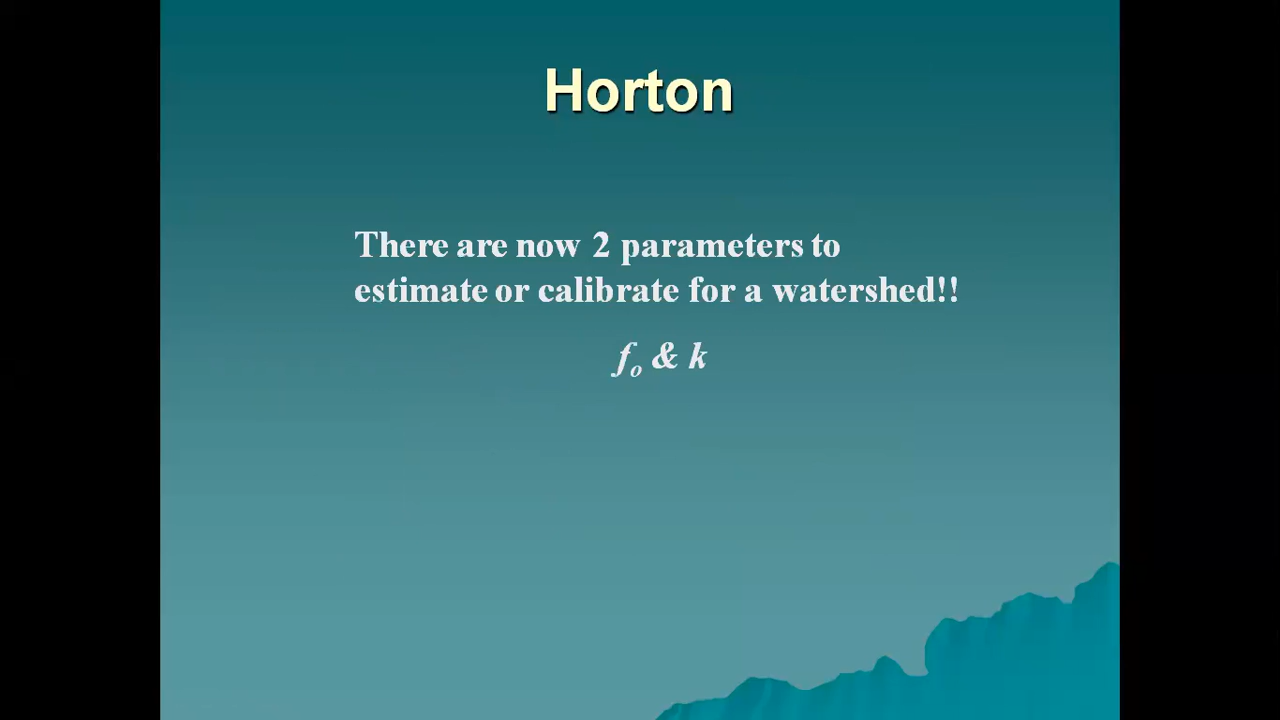 Horton
There are now 2 parameters to
estimate or calibrate for a watershed!!
fo & k